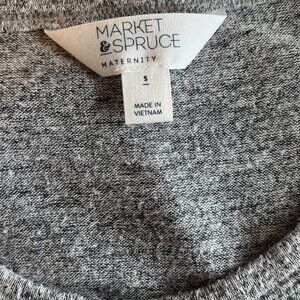 MARKET
& SPRUCE
MATERNITY
S
MADE IN
VIETNAM